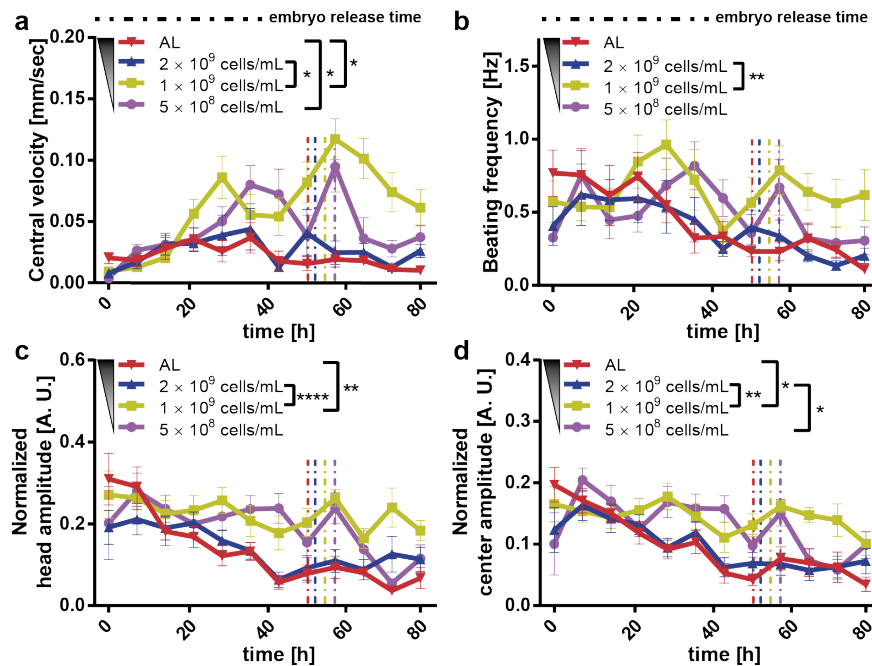 embryo release time
embryo release time
a
0.20
0.15
0.10
0.05
0.00
Central velocity [mm/sec]
AL
2 × 10⁹ cells/mL
1 × 10⁹ cells/mL
5 × 10⁸ cells/mL
*
*
*
0
20
40
60
80
time [h]
b
1.5
1.0
0.5
0.0
Beating frequency [Hz]
AL
2 × 10⁹ cells/mL
1 × 10⁹ cells/mL
5 × 10⁸ cells/mL
**
0
20
40
60
80
time [h]
c
0.6
0.4
0.2
0.0
Normalized
head amplitude [A. U.]
AL
2 × 10⁹ cells/mL
1 × 10⁹ cells/mL
5 × 10⁸ cells/mL
****
**
0
20
40
60
80
time [h]
d
0.4
0.3
0.2
0.1
0.0
Normalized
center amplitude [A. U.]
AL
2 × 10⁹ cells/mL
1 × 10⁹ cells/mL
5 × 10⁸ cells/mL
**
*
*
0
20
40
60
80
time [h]